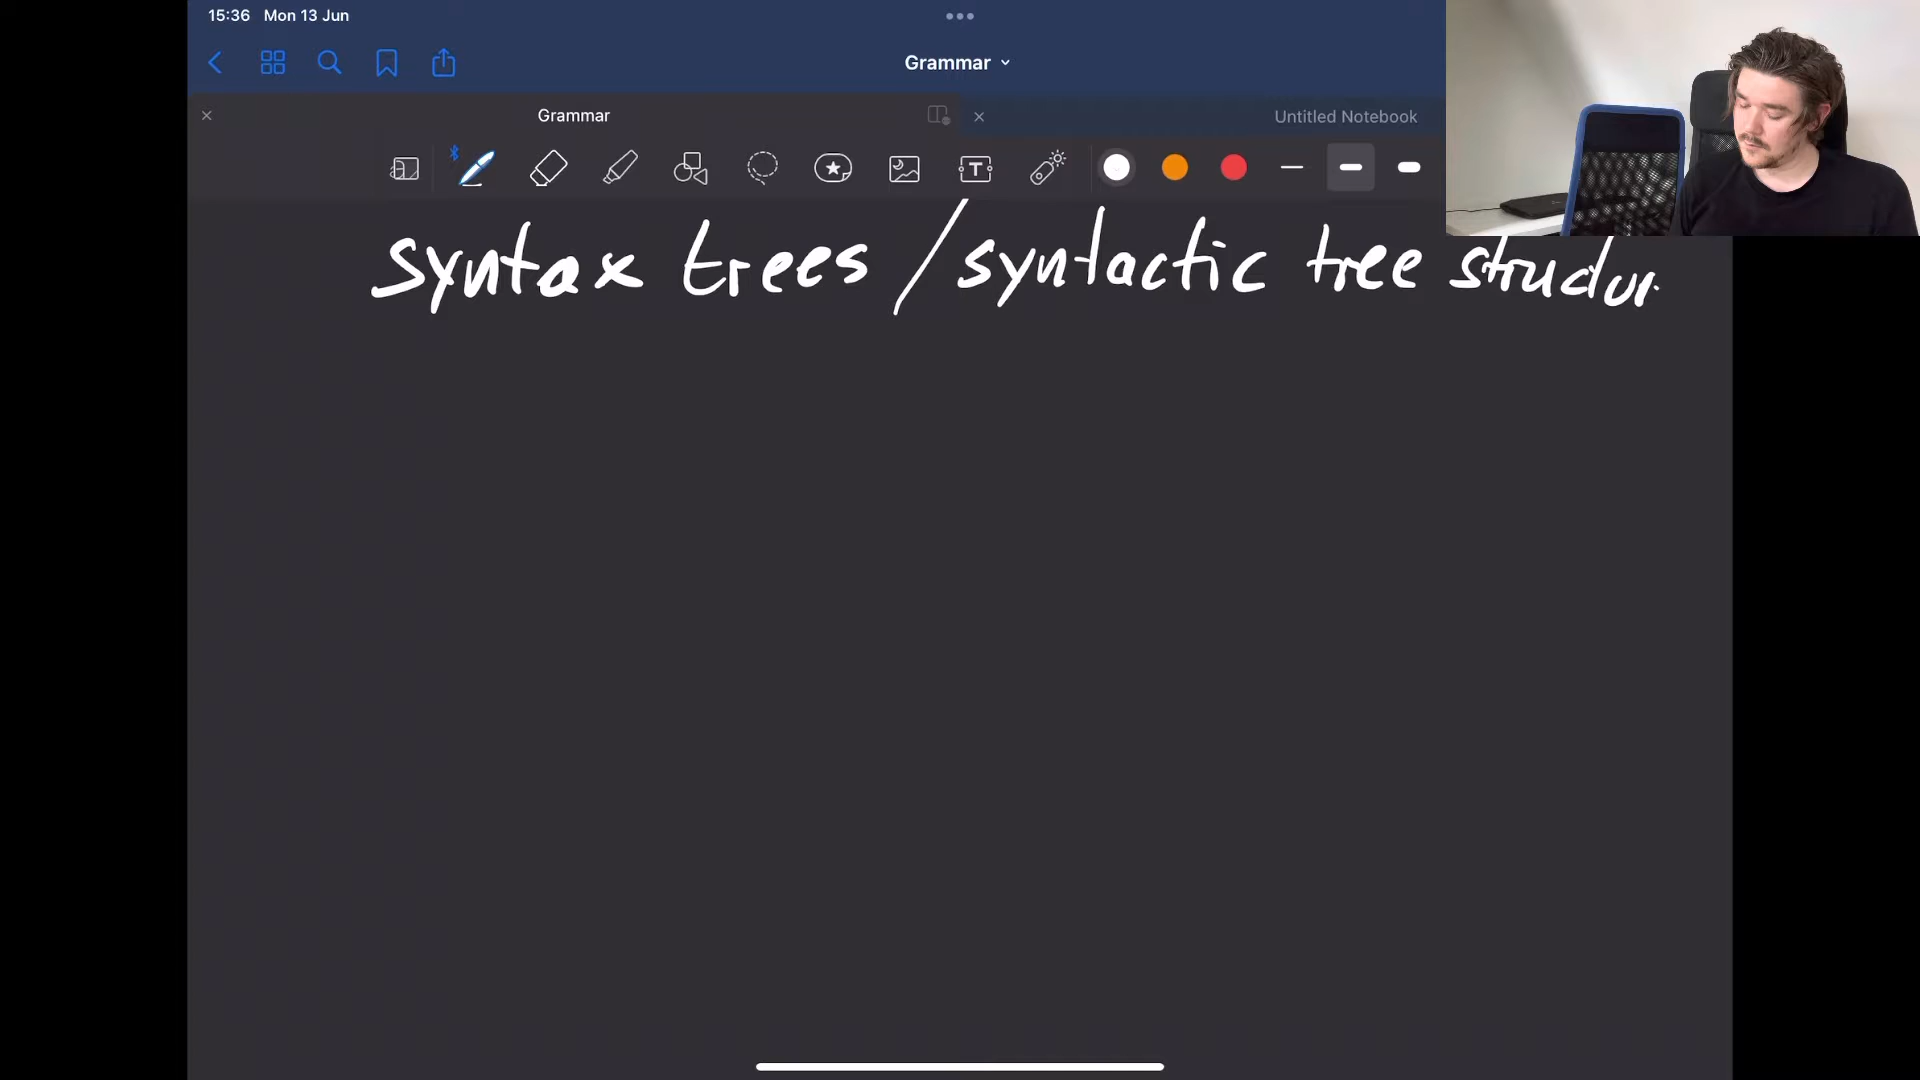 15:36 Mon 13 Jun
Grammar
Grammar
Untitled Notebook
T
syntax trees / syntactic tree structur